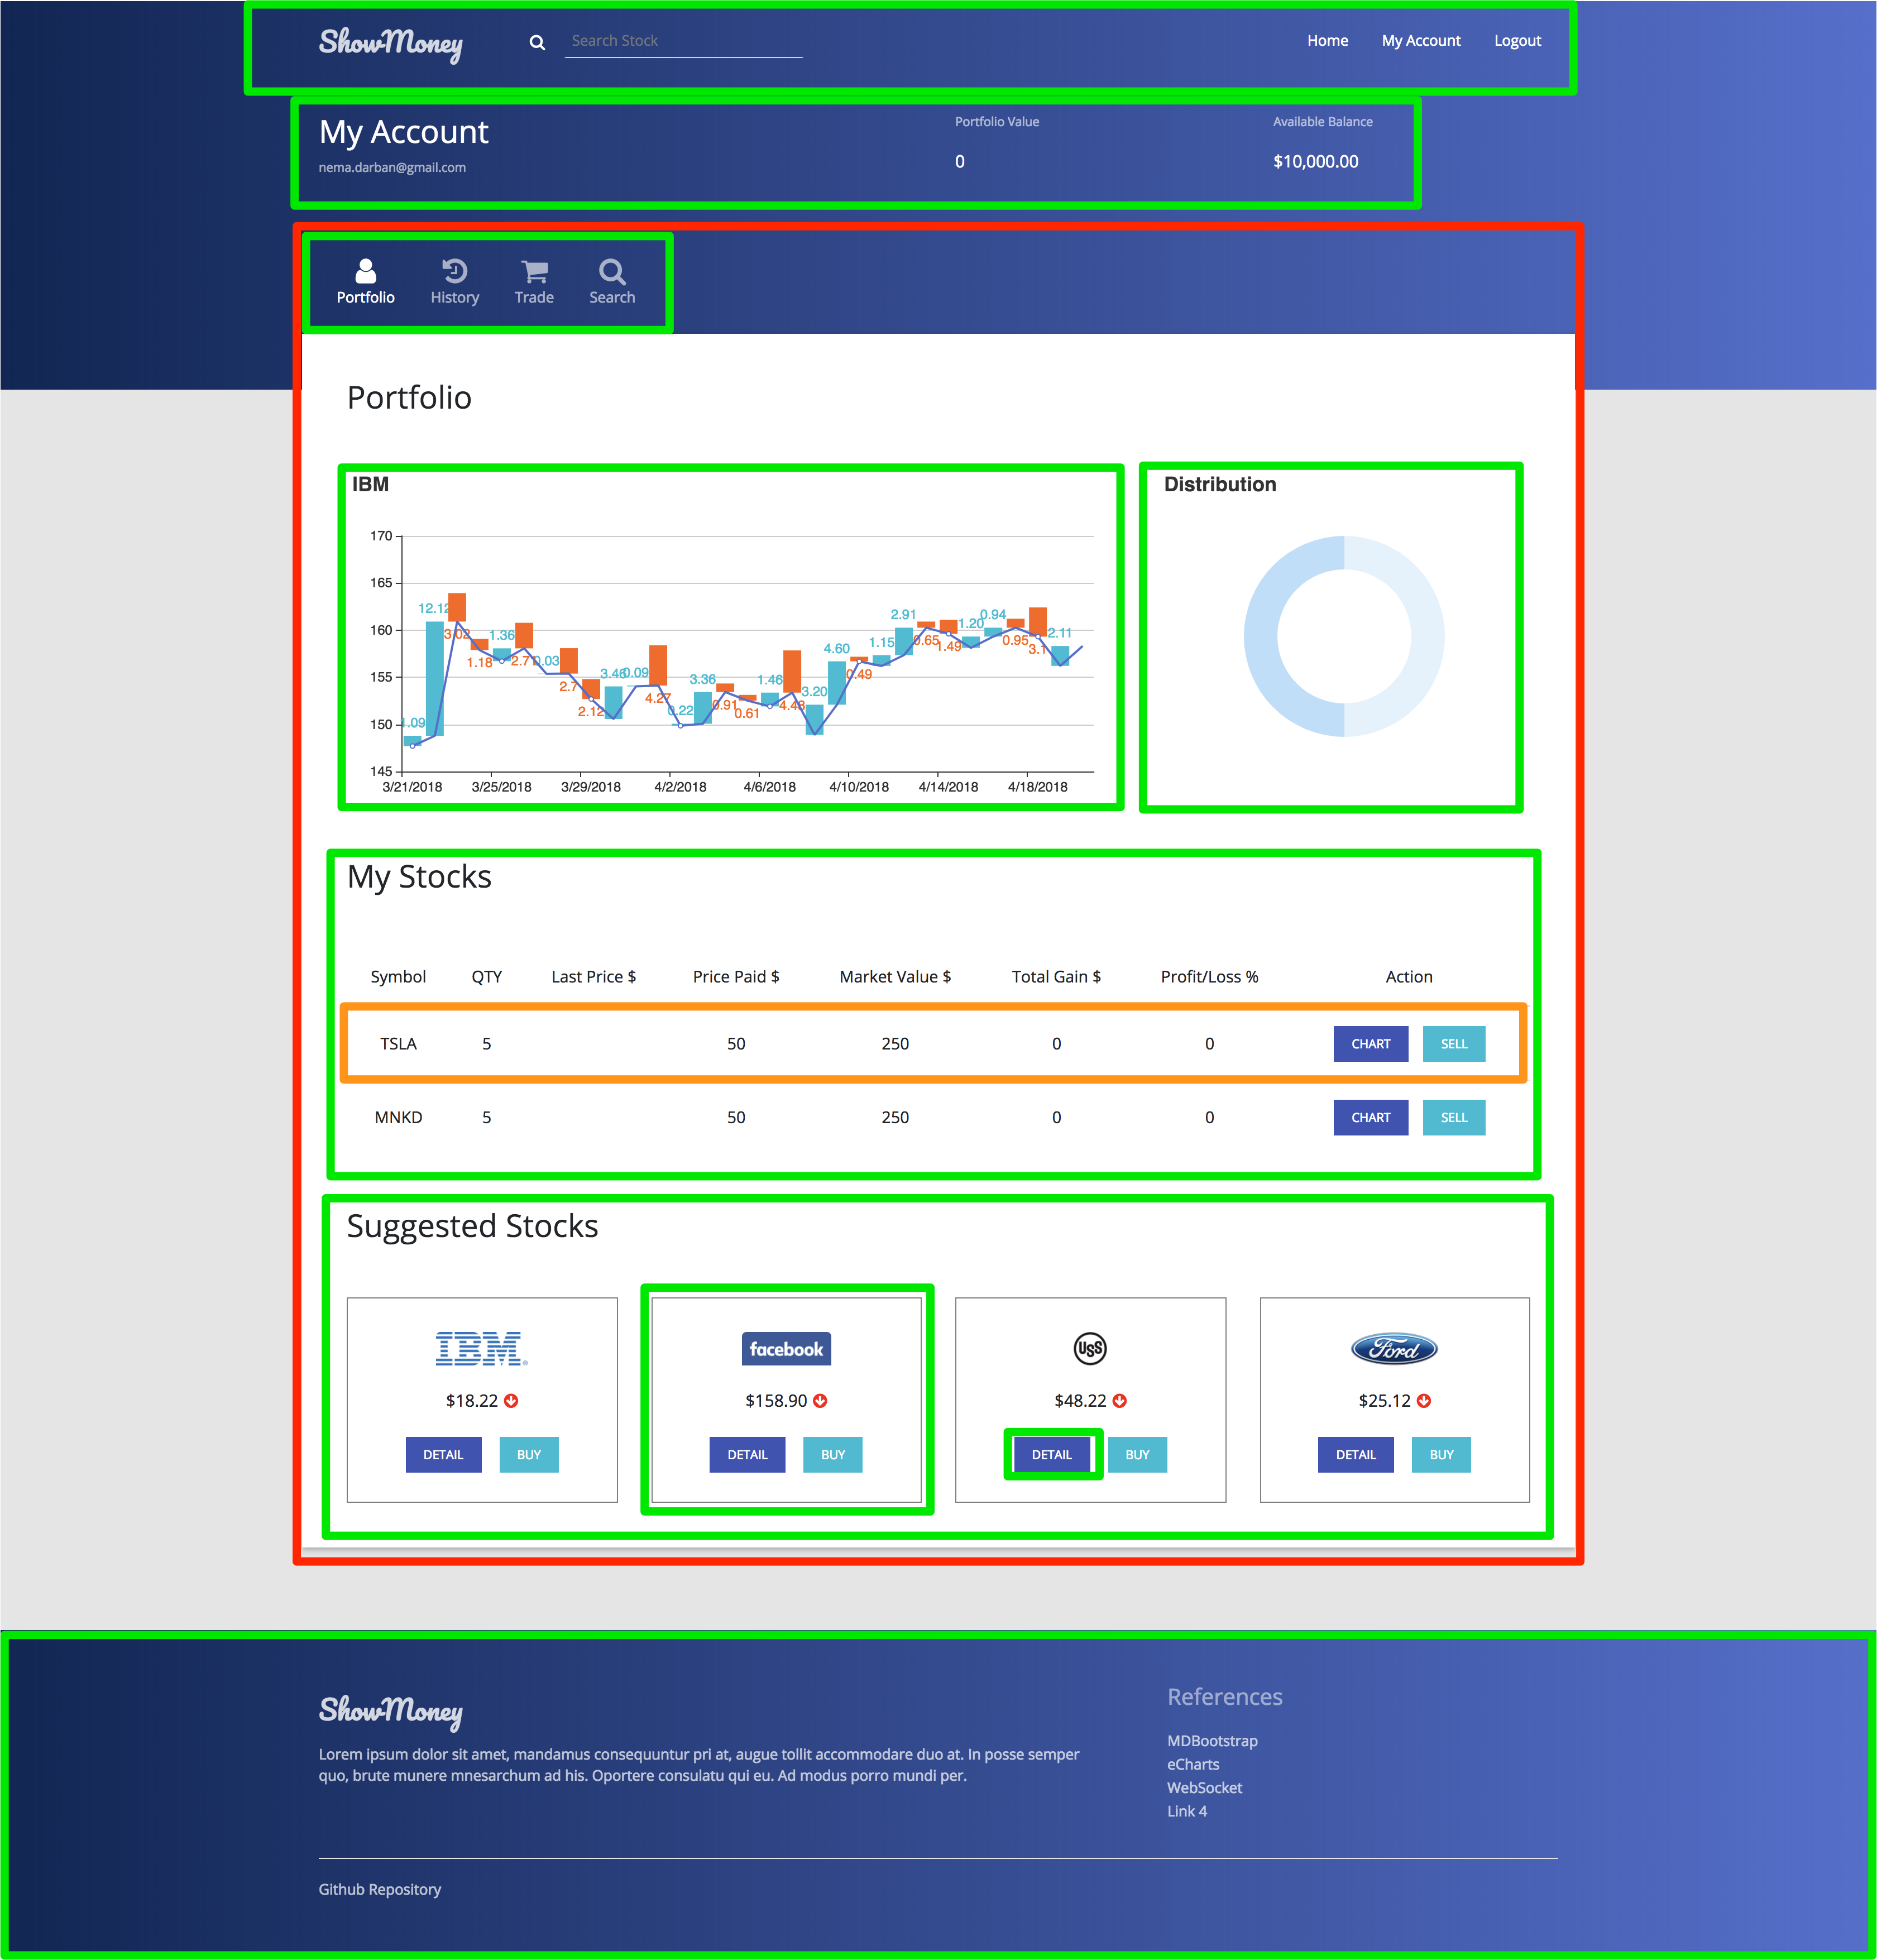 ShowMoney
Search Stock
Home My Account Logout
My Account
nema.darban@gmail.com
Portfolio Value
0
Available Balance
$10,000.00
Portfolio History Trade Search
Portfolio
IBM
170
165
160
155
150
145
12.12 3.02 1.18 1.36 0.03 2.7 2.12 3.48 0.09 4.27 0.22 3.36 0.91 0.61 1.46 4.43 3.20 4.60 0.49 1.15 2.91 0.65 1.49 1.20 0.94 0.95 2.11
3/21/2018 3/25/2018 3/29/2018 4/2/2018 4/6/2018 4/10/2018 4/14/2018 4/18/2018
Distribution
My Stocks
Symbol QTY Last Price $ Price Paid $ Market Value $ Total Gain $ Profit/Loss % Action
TSLA 5 50 250 0 0 CHART SELL
MNKD 5 50 250 0 0 CHART SELL
Suggested Stocks
IBM
$18.22
DETAIL BUY
facebook
$158.90
DETAIL BUY
USS
$48.22
DETAIL BUY
Ford
$25.12
DETAIL BUY
ShowMoney
Lorem ipsum dolor sit amet, mandamus consequuntur pri at, augue tollit accommodare duo at. In posse semper
quo, brute munere mnesarchum ad his. Oportere consulatu qui eu. Ad modus porro mundi per.
References
MDBootstrap
eCharts
WebSocket
Link 4
Github Repository